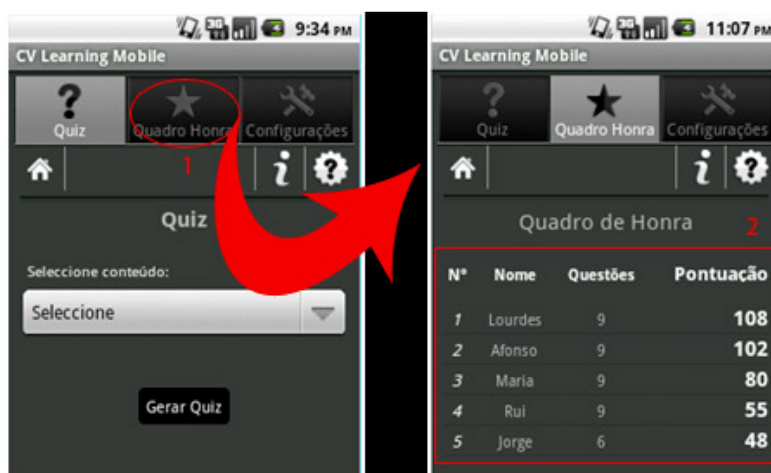 9:34 PM
CV Learning Mobile
Quiz Quadro Honra Configurações
1
Quiz
Seleccione conteúdo:
Seleccione
Gerar Quiz
11:07 PM
CV Learning Mobile
Quiz Quadro Honra Configurações
Quadro de Honra 2
Nº Nome Questões Pontuação
1 Lourdes 9 108
2 Afonso 9 102
3 Maria 9 80
4 Rui 9 55
5 Jorge 6 48